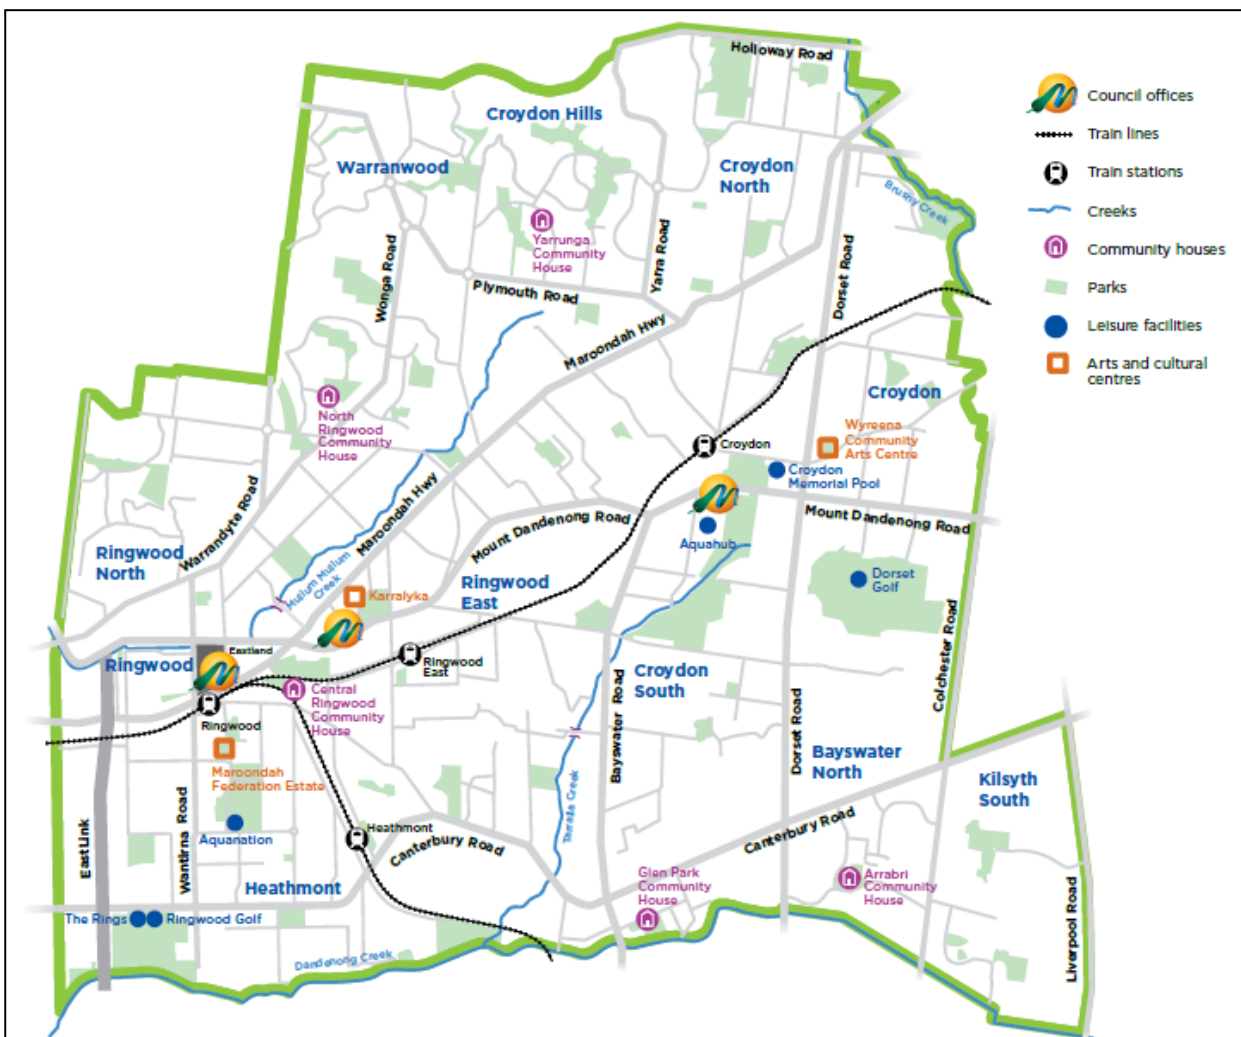 Holloway Road
Croydon Hills
Warranwood
Croydon
North
Brushy Creek
Yarrunga
Community
House
Wonga Road
Yarra Road
Dorset Road
Plymouth Road
Maroondah Hwy
Croydon
North
Ringwood
Community
House
Wyreena
Community
Arts Centre
Croydon
Croydon
Memorial Pool
Warrandyte Road
Maroondah Hwy
Mount Dandenong Road
Mount Dandenong Road
Aquahub
Ringwood
North
Mullum Mullum
Creek
Karralyka
Ringwood
East
Dorset
Golf
Colchester Road
Eastland
Ringwood
Ringwood
East
Croydon
South
Central
Ringwood
Community
House
Ringwood
Bayswater Road
Dorset Road
Bayswater
North
Kilsyth
South
Maroondah
Federation Estate
Tarralla Creek
EastLink
Wantirna Road
Aquanation
Heathmont
Canterbury Road
Canterbury Road
Heathmont
Glen Park
Community
House
Arrabri
Community
House
The Rings
Ringwood Golf
Dandenong Creek
Liverpool Road
Council offices
Train lines
Train stations
Creeks
Community houses
Parks
Leisure facilities
Arts and cultural
centres